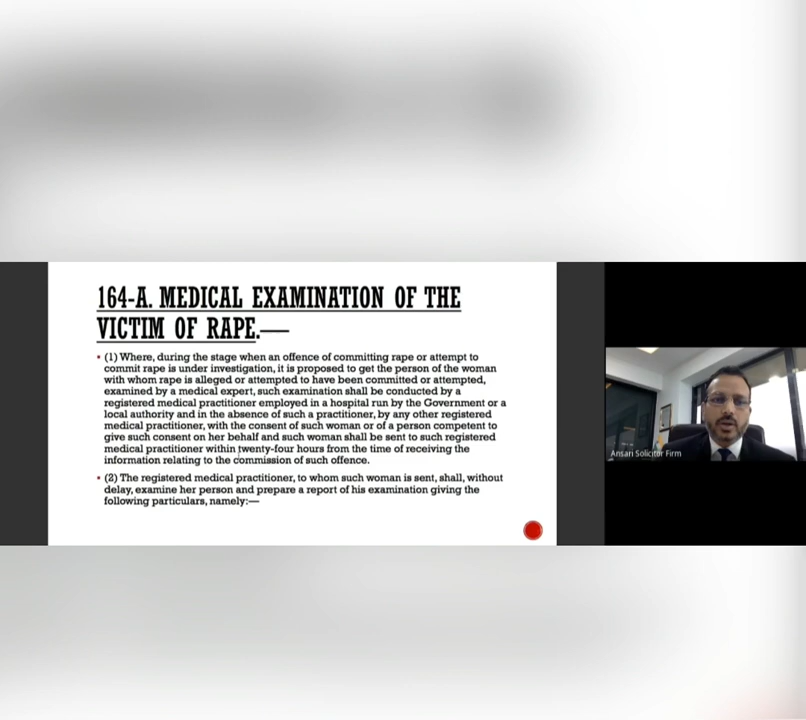 164-A. MEDICAL EXAMINATION OF THE
VICTIM OF RAPE.—
• (1) Where, during the stage when an offence of committing rape or attempt to
commit rape is under investigation, it is proposed to get the person of the woman
with whom rape is alleged or attempted to have been committed or attempted,
examined by a medical expert, such examination shall be conducted by a
registered medical practitioner employed in a hospital run by the Government or a
local authority and in the absence of such a practitioner, by any other registered
medical practitioner, with the consent of such woman or of a person competent to
give such consent on her behalf and such woman shall be sent to such registered
medical practitioner within twenty-four hours from the time of receiving the
information relating to the commission of such offence.
• (2) The registered medical practitioner, to whom such woman is sent, shall, without
delay, examine her person and prepare a report of his examination giving the
following particulars, namely:—
Ansari Solicitor Firm